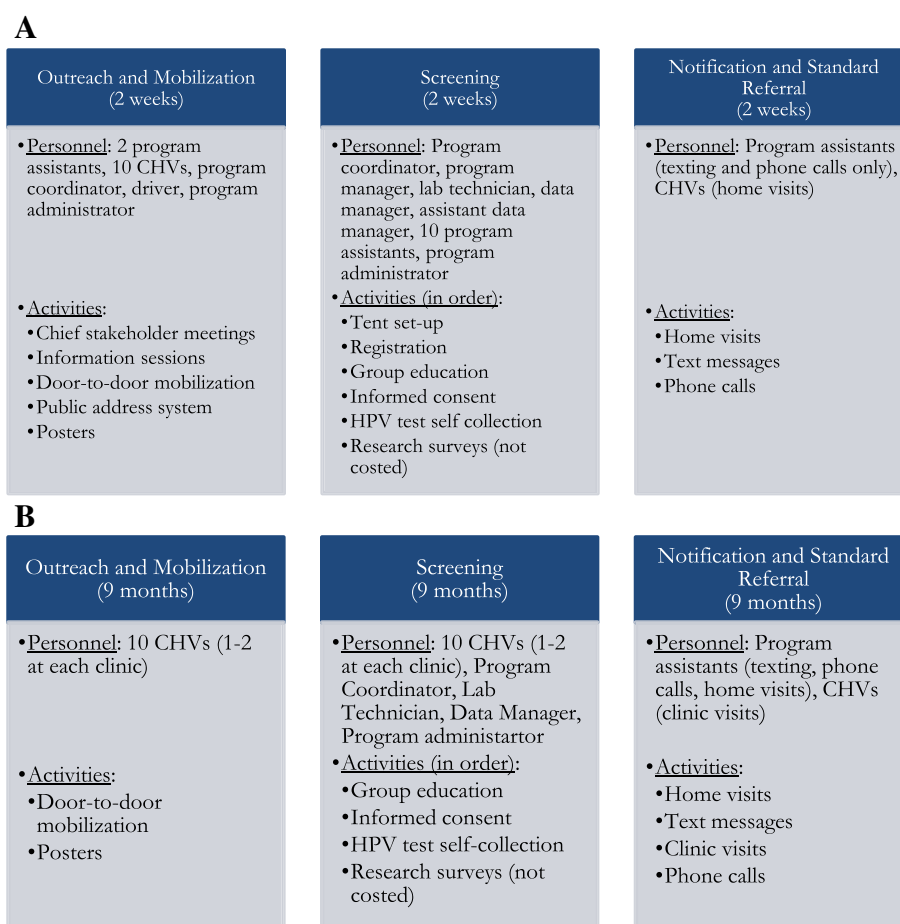 A
Outreach and Mobilization
(2 weeks)
•Personnel: 2 program
assistants, 10 CHVs, program
coordinator, driver, program
administrator
•Activities:
•Chief stakeholder meetings
•Information sessions
•Door-to-door mobilization
•Public address system
•Posters
Screening
(2 weeks)
•Personnel: Program
coordinator, program
manager, lab technician, data
manager, assistant data
manager, 10 program
assistants, program
administrator
•Activities (in order):
•Tent set-up
•Registration
•Group education
•Informed consent
•HPV test self collection
•Research surveys (not
costed)
Notification and Standard
Referral
(2 weeks)
•Personnel: Program assistants
(texting and phone calls only),
CHVs (home visits)
•Activities:
•Home visits
•Text messages
•Phone calls
B
Outreach and Mobilization
(9 months)
•Personnel: 10 CHVs (1-2
at each clinic)
•Activities:
•Door-to-door
mobilization
•Posters
Screening
(9 months)
•Personnel: 10 CHVs (1-2
at each clinic), Program
Coordinator, Lab
Technician, Data Manager,
Program administartor
•Activities (in order):
•Group education
•Informed consent
•HPV test self-collection
•Research surveys (not
costed)
Notification and Standard
Referral
(9 months)
•Personnel: Program
assistants (texting, phone
calls, home visits), CHVs
(clinic visits)
•Activities:
•Home visits
•Text messages
•Clinic visits
•Phone calls